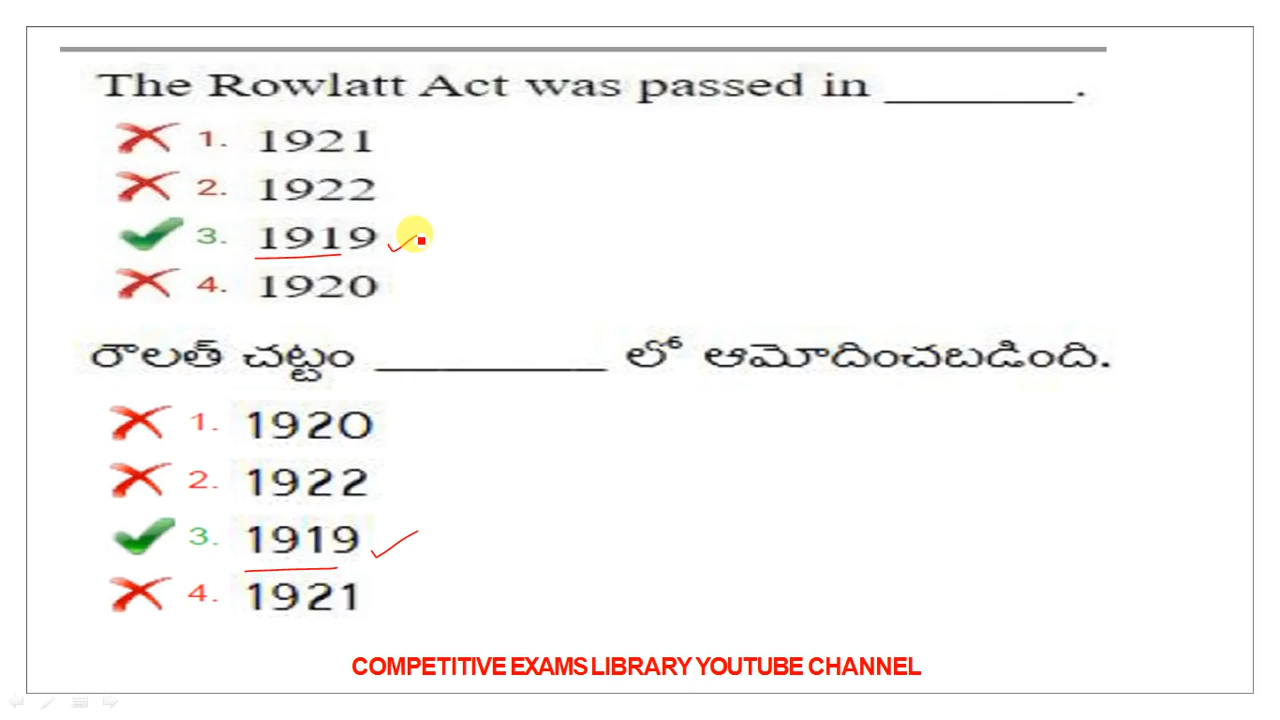 The Rowlatt Act was passed in ________.
1. 1921
2. 1922
3. 1919
4. 1920
రౌలత్ చట్టం __________ లో ఆమోదించబడింది.
1. 1920
2. 1922
3. 1919
4. 1921
COMPETITIVE EXAMS LIBRARY YOUTUBE CHANNEL